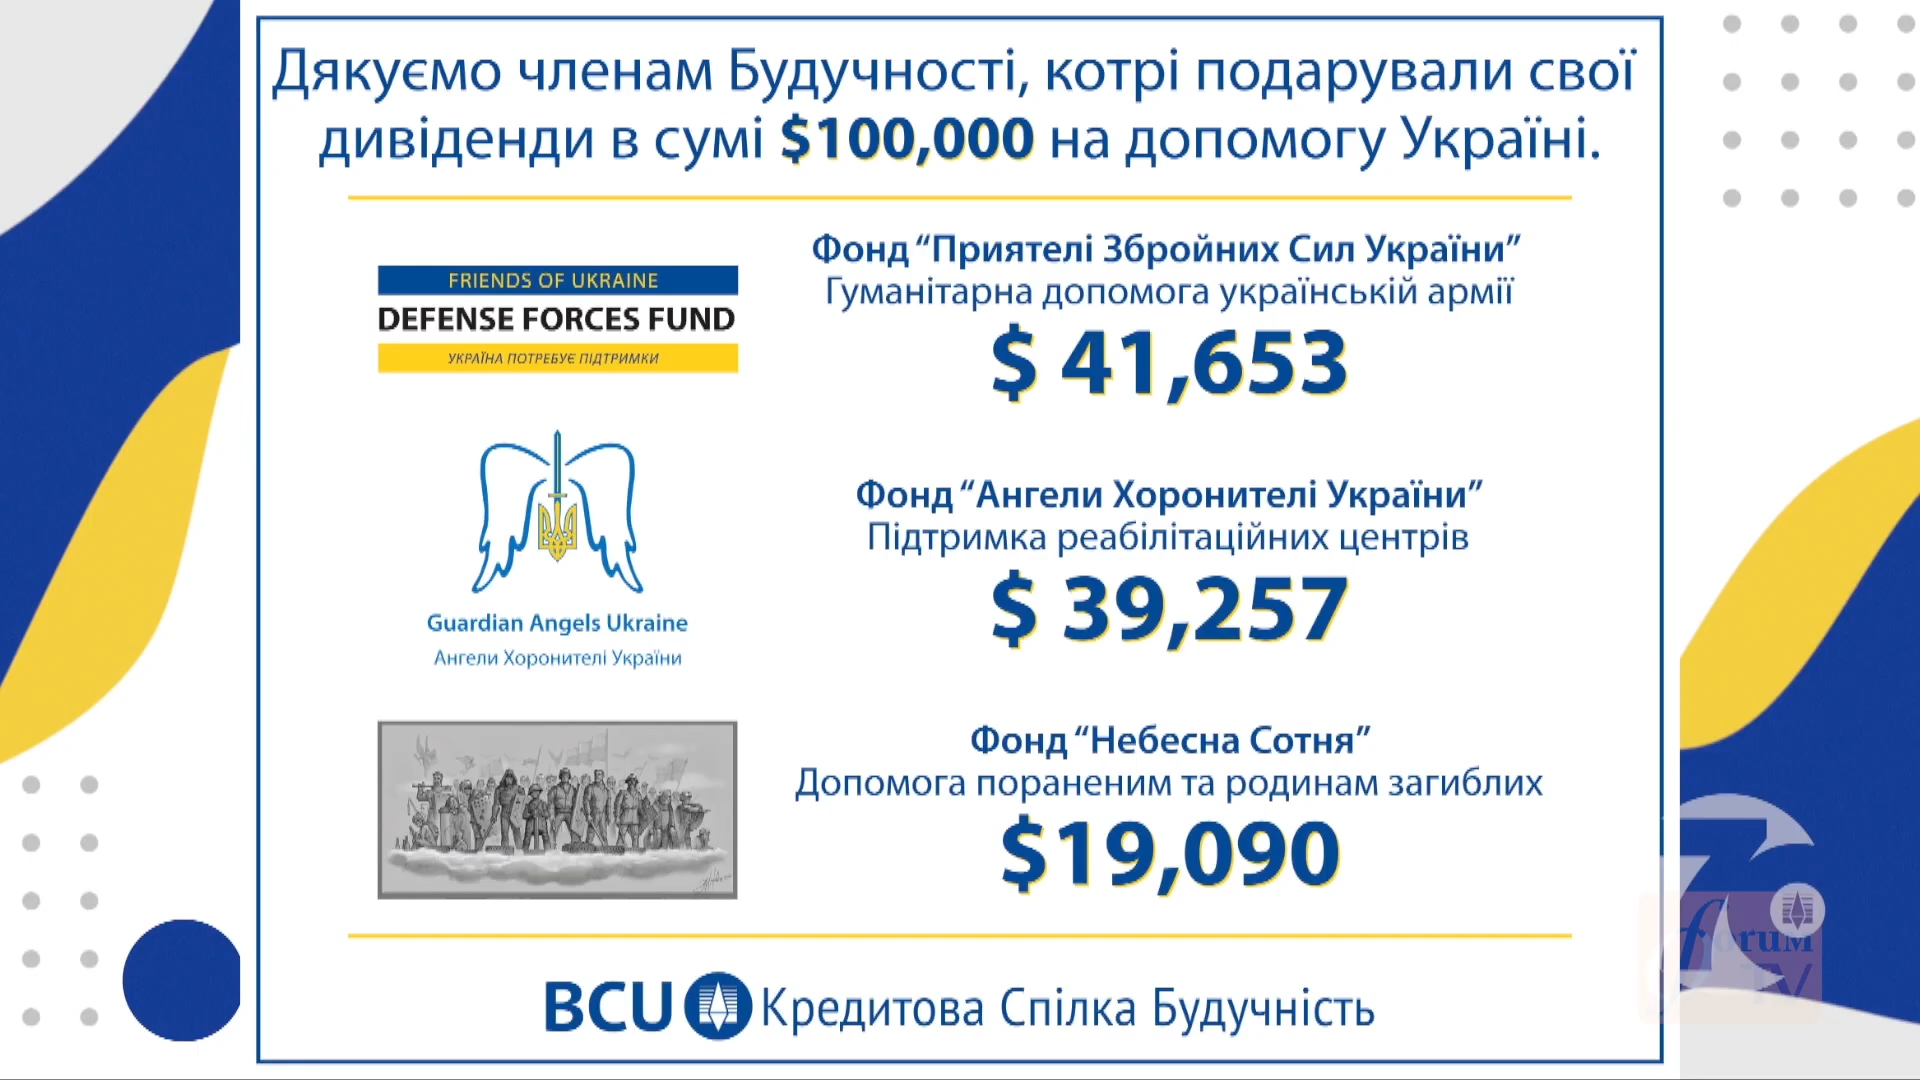 Дякуємо членам Будучності, котрі подарували свої
дивіденди в сумі $100,000 на допомогу Україні.
FRIENDS OF UKRAINE
DEFENSE FORCES FUND
УКРАЇНА ПОТРЕБУЄ ПІДТРИМКИ
Фонд “Приятелі Збройних Сил України”
Гуманітарна допомога українській армії
$ 41,653
Guardian Angels Ukraine
Ангели Хоронителі України
Фонд “Ангели Хоронителі України”
Підтримка реабілітаційних центрів
$ 39,257
Фонд “Небесна Сотня”
Допомога пораненим та родинам загиблих
$19,090
BCU Кредитова Спілка Будучність
forum
TV